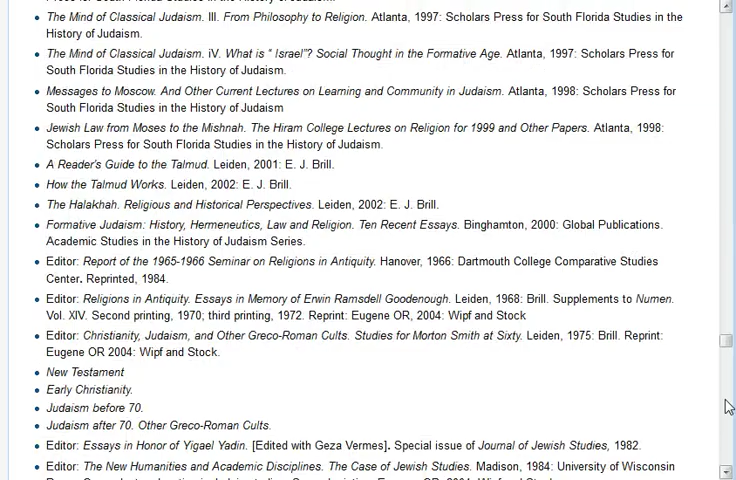 The Mind of Classical Judaism. III. From Philosophy to Religion. Atlanta, 1997: Scholars Press for South Florida Studies in the
History of Judaism.
The Mind of Classical Judaism. iV. What is " Israel"? Social Thought in the Formative Age. Atlanta, 1997: Scholars Press for
South Florida Studies in the History of Judaism.
Messages to Moscow. And Other Current Lectures on Learning and Community in Judaism. Atlanta, 1998: Scholars Press for
South Florida Studies in the History of Judaism
Jewish Law from Moses to the Mishnah. The Hiram College Lectures on Religion for 1999 and Other Papers. Atlanta, 1998:
Scholars Press for South Florida Studies in the History of Judaism.
A Reader's Guide to the Talmud. Leiden, 2001: E. J. Brill.
How the Talmud Works. Leiden, 2002: E. J. Brill.
The Halakhah. Religious and Historical Perspectives. Leiden, 2002: E. J. Brill.
Formative Judaism: History, Hermeneutics, Law and Religion. Ten Recent Essays. Binghamton, 2000: Global Publications.
Academic Studies in the History of Judaism Series.
Editor: Report of the 1965-1966 Seminar on Religions in Antiquity. Hanover, 1966: Dartmouth College Comparative Studies
Center. Reprinted, 1984.
Editor: Religions in Antiquity. Essays in Memory of Erwin Ramsdell Goodenough. Leiden, 1968: Brill. Supplements to Numen.
Vol. XIV. Second printing, 1970; third printing, 1972. Reprint: Eugene OR, 2004: Wipf and Stock
Editor: Christianity, Judaism, and Other Greco-Roman Cults. Studies for Morton Smith at Sixty. Leiden, 1975: Brill. Reprint:
Eugene OR 2004: Wipf and Stock.
New Testament
Early Christianity.
Judaism before 70.
Judaism after 70. Other Greco-Roman Cults.
Editor: Essays in Honor of Yigael Yadin. [Edited with Geza Vermes]. Special issue of Journal of Jewish Studies, 1982.
Editor: The New Humanities and Academic Disciplines. The Case of Jewish Studies. Madison, 1984: University of Wisconsin